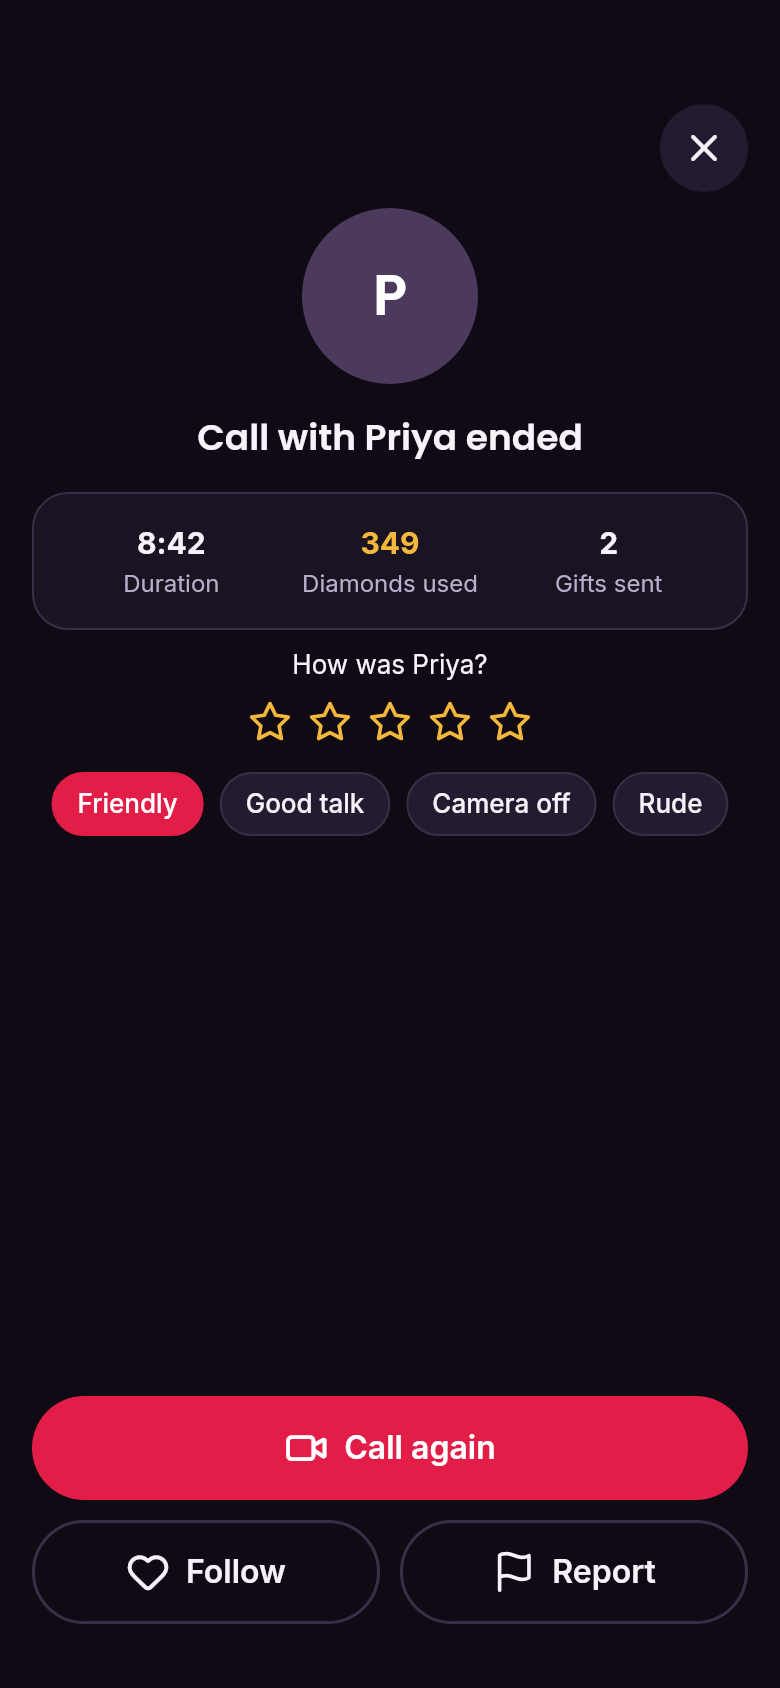 P
Call with Priya ended
8:42 349 2
Duration Diamonds used Gifts sent
How was Priya?
Friendly Good talk Camera off Rude
Call again
Follow Report